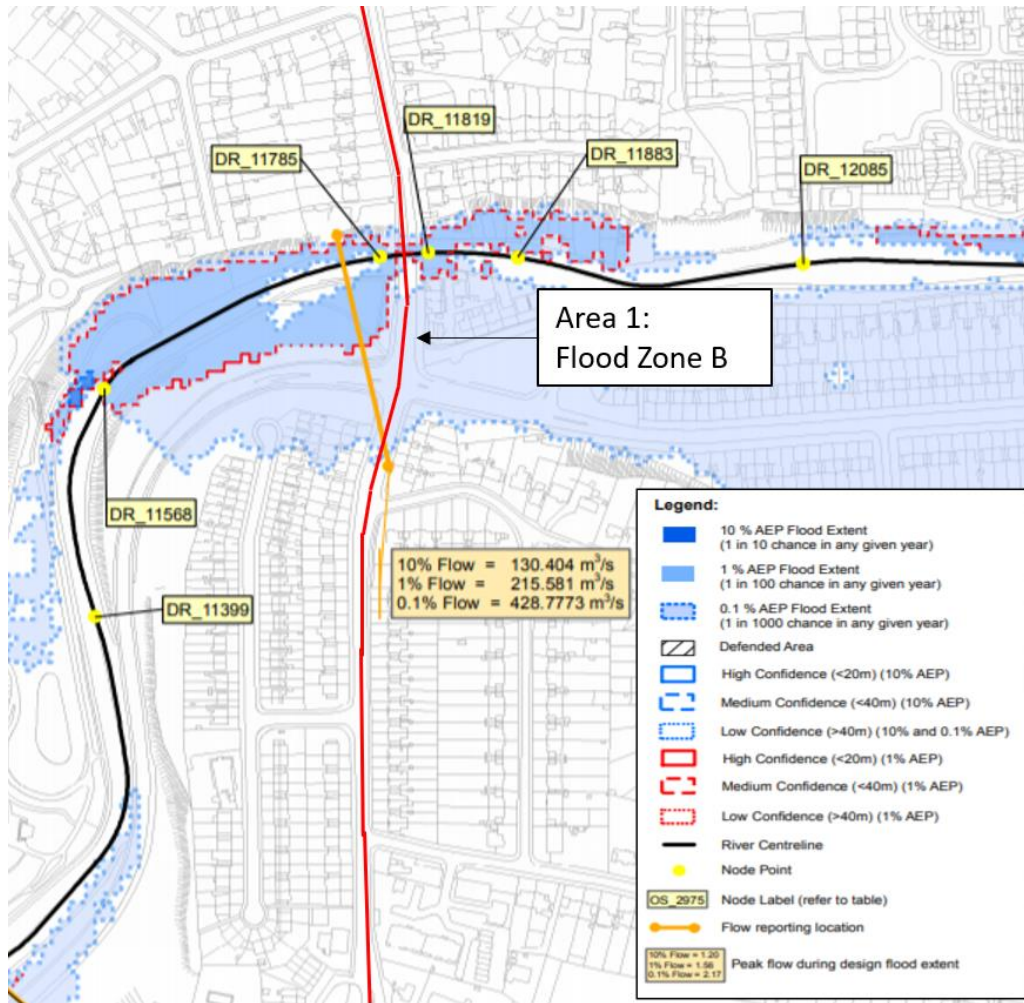 DR_11819
DR_11785
DR_11883
DR_12085
Area 1:
Flood Zone B
DR_11568
10% Flow = 130.404 m³/s
1% Flow = 215.581 m³/s
0.1% Flow = 428.7773 m³/s
DR_11399
Legend:
10 % AEP Flood Extent
(1 in 10 chance in any given year)
1 % AEP Flood Extent
(1 in 100 chance in any given year)
0.1 % AEP Flood Extent
(1 in 1000 chance in any given year)
Defended Area
High Confidence (<20m) (10% AEP)
Medium Confidence (<40m) (10% AEP)
Low Confidence (>40m) (10% and 0.1% AEP)
High Confidence (<20m) (1% AEP)
Medium Confidence (<40m) (1% AEP)
Low Confidence (>40m) (1% AEP)
River Centreline
Node Point
OS_2975 Node Label (refer to table)
Flow reporting location
10% Flow = 1.20
1% Flow = 1.56
0.1% Flow = 2.17
Peak flow during design flood extent